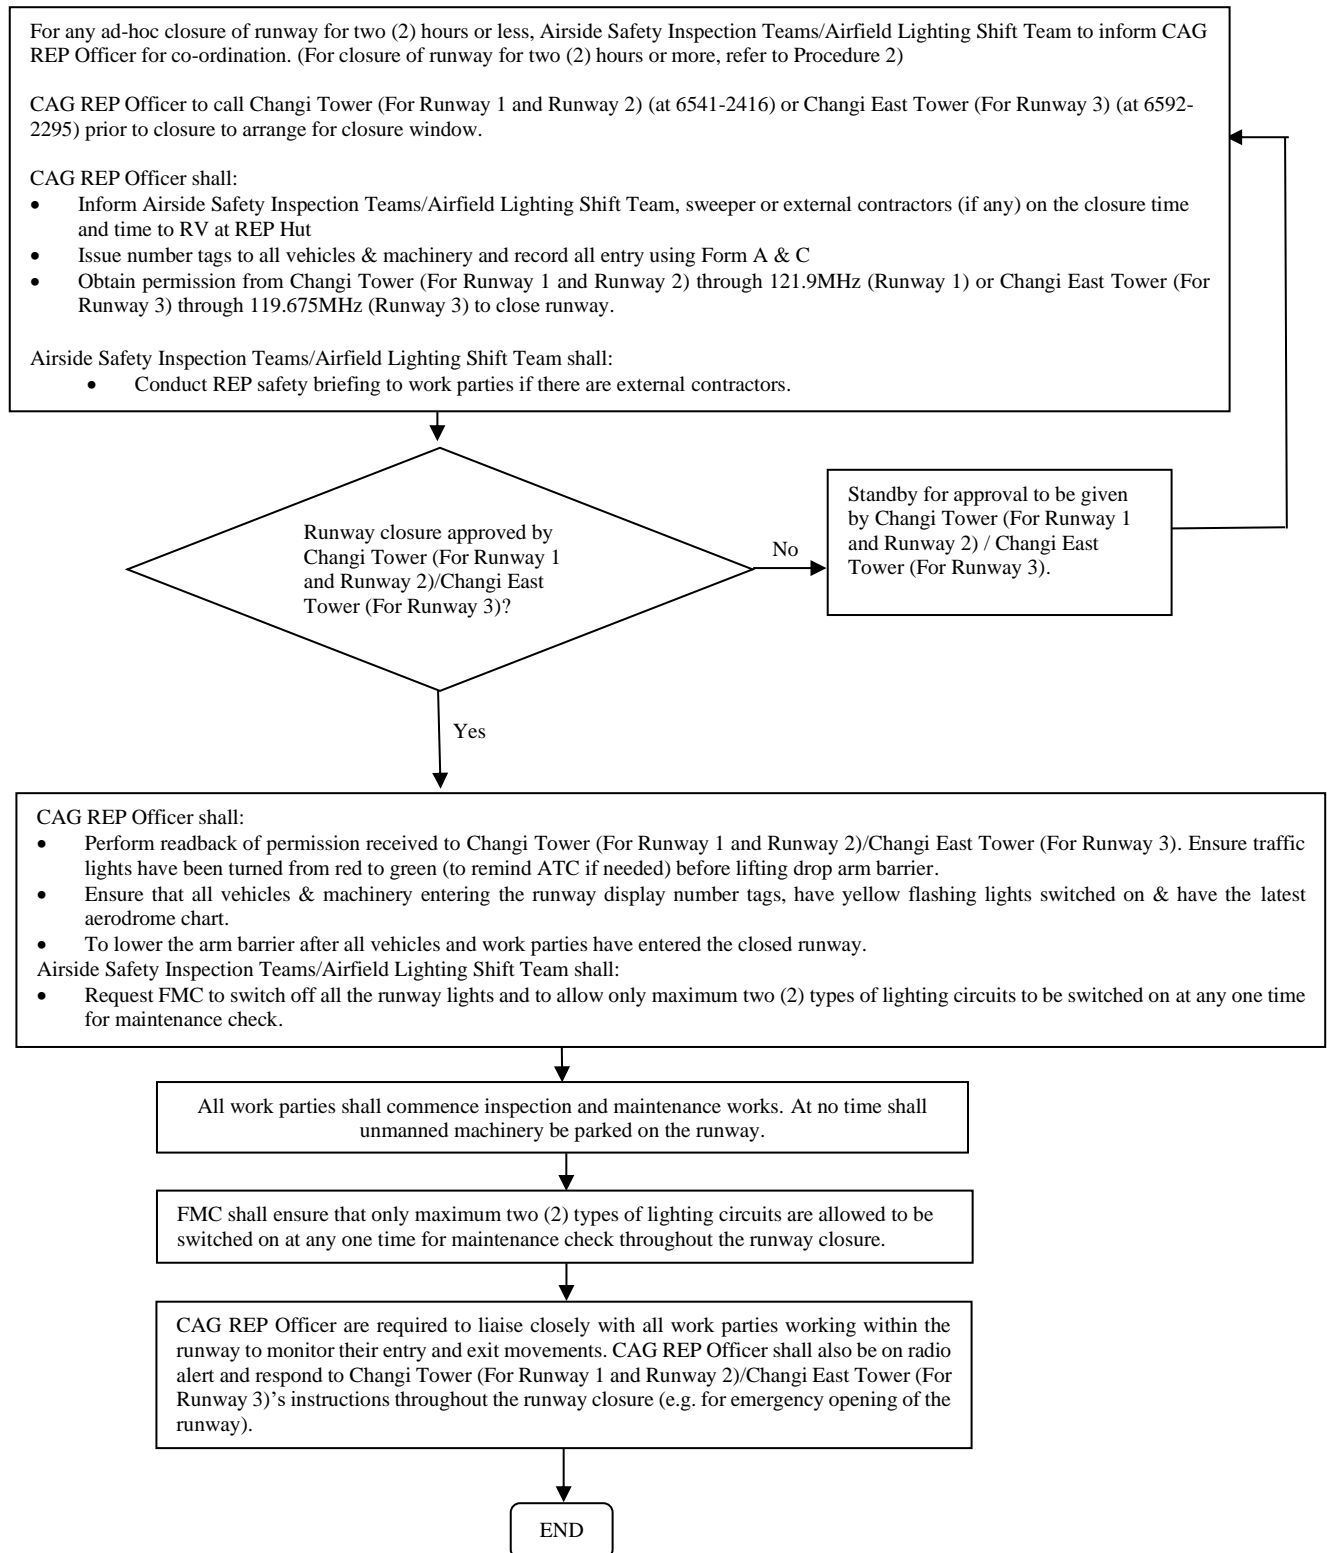 For any ad-hoc closure of runway for two (2) hours or less, Airside Safety Inspection Teams/Airfield Lighting Shift Team to inform CAG
REP Officer for co-ordination. (For closure of runway for two (2) hours or more, refer to Procedure 2)
CAG REP Officer to call Changi Tower (For Runway 1 and Runway 2) (at 6541-2416) or Changi East Tower (For Runway 3) (at 6592-
2295) prior to closure to arrange for closure window.
CAG REP Officer shall:
• Inform Airside Safety Inspection Teams/Airfield Lighting Shift Team, sweeper or external contractors (if any) on the closure time
and time to RV at REP Hut
• Issue number tags to all vehicles & machinery and record all entry using Form A & C
• Obtain permission from Changi Tower (For Runway 1 and Runway 2) through 121.9MHz (Runway 1) or Changi East Tower (For
Runway 3) through 119.675MHz (Runway 3) to close runway.
Airside Safety Inspection Teams/Airfield Lighting Shift Team shall:
• Conduct REP safety briefing to work parties if there are external contractors.
Runway closure approved by
Changi Tower (For Runway 1
and Runway 2)/Changi East
Tower (For Runway 3)?
No
Standby for approval to be given
by Changi Tower (For Runway 1
and Runway 2) / Changi East
Tower (For Runway 3).
Yes
CAG REP Officer shall:
• Perform readback of permission received to Changi Tower (For Runway 1 and Runway 2)/Changi East Tower (For Runway 3). Ensure traffic
lights have been turned from red to green (to remind ATC if needed) before lifting drop arm barrier.
• Ensure that all vehicles & machinery entering the runway display number tags, have yellow flashing lights switched on & have the latest
aerodrome chart.
• To lower the arm barrier after all vehicles and work parties have entered the closed runway.
Airside Safety Inspection Teams/Airfield Lighting Shift Team shall:
• Request FMC to switch off all the runway lights and to allow only maximum two (2) types of lighting circuits to be switched on at any one time
for maintenance check.
All work parties shall commence inspection and maintenance works. At no time shall
unmanned machinery be parked on the runway.
FMC shall ensure that only maximum two (2) types of lighting circuits are allowed to be
switched on at any one time for maintenance check throughout the runway closure.
CAG REP Officer are required to liaise closely with all work parties working within the
runway to monitor their entry and exit movements. CAG REP Officer shall also be on radio
alert and respond to Changi Tower (For Runway 1 and Runway 2)/Changi East Tower (For
Runway 3)’s instructions throughout the runway closure (e.g. for emergency opening of the
runway).
END